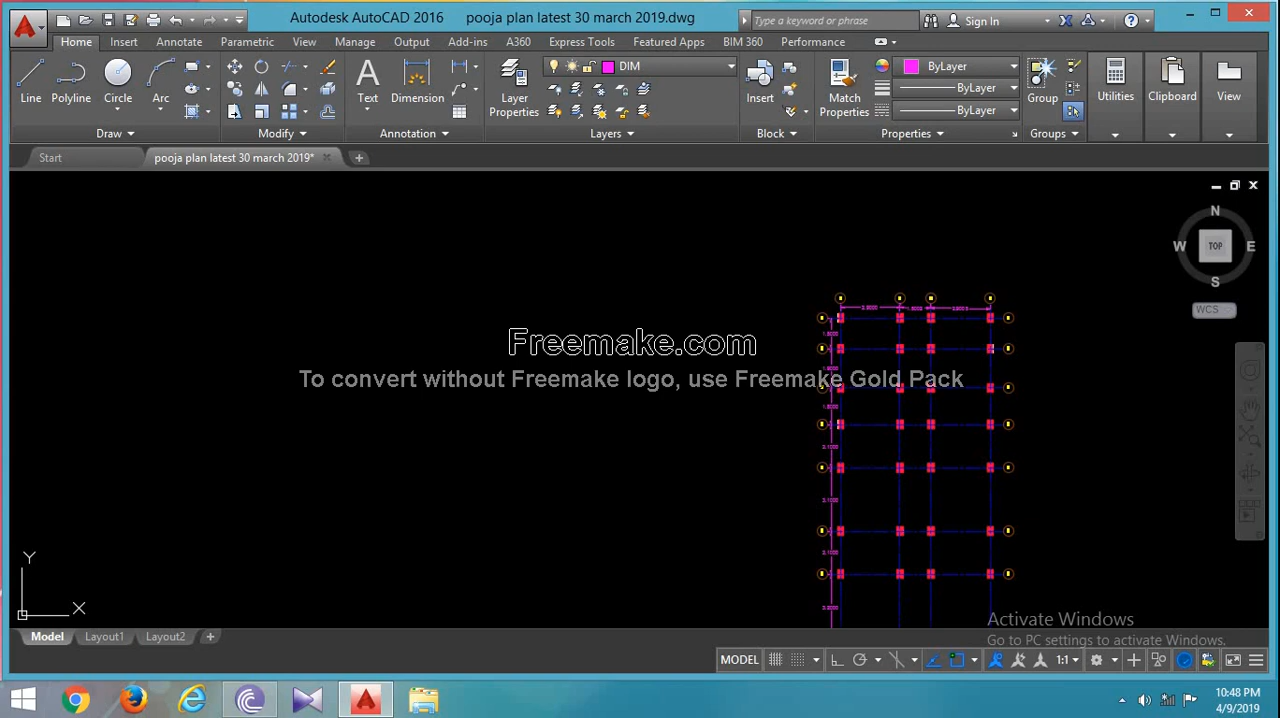 Autodesk AutoCAD 2016 pooja plan latest 30 march 2019.dwg
Type a keyword or phrase
Sign In
Home Insert Annotate Parametric View Manage Output Add-ins A360 Express Tools Featured Apps BIM 360 Performance
DIM
ByLayer
ByLayer
ByLayer
Line Polyline Circle Arc
Text Dimension
Layer Properties
Insert
Match Properties
Group
Utilities Clipboard View
Draw Modify Annotation Layers Block Properties Groups
Start pooja plan latest 30 march 2019*
N
W TOP E
S
WCS
Freemake.com
To convert without Freemake logo, use Freemake Gold Pack
Y
X
Activate Windows
Go to PC settings to activate Windows.
Model Layout1 Layout2
MODEL 1:1
10:48 PM
4/9/2019